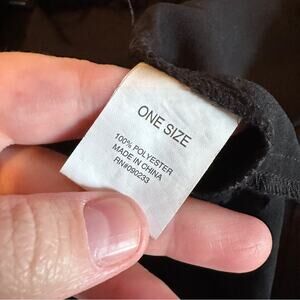 ONE SIZE
100% POLYESTER
MADE IN CHINA
RN#090233